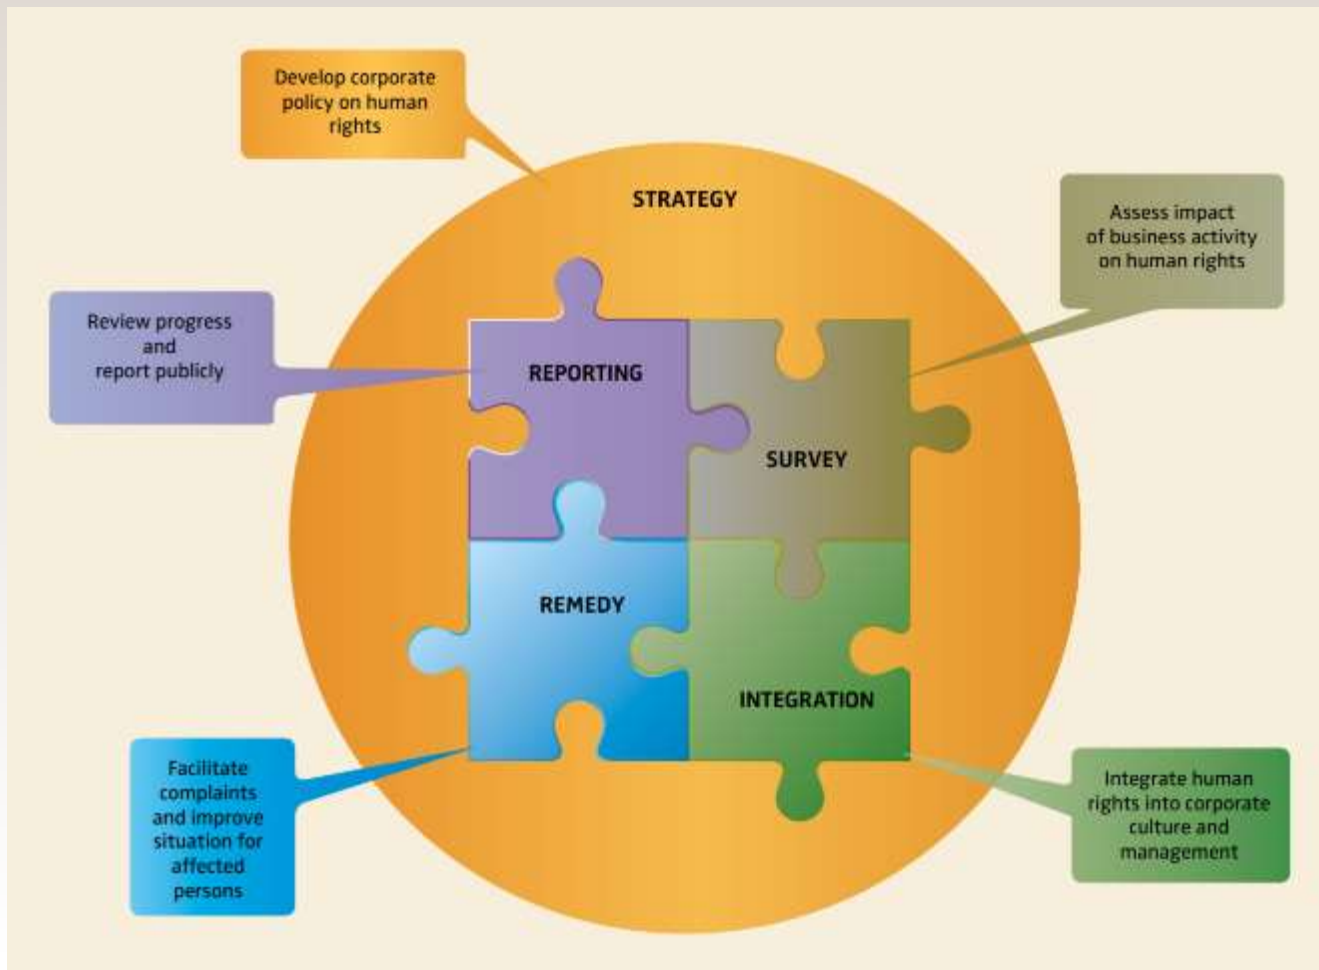 Develop corporate
policy on human
rights
STRATEGY
Assess impact
of business activity
on human rights
Review progress
and
report publicly
REPORTING
SURVEY
REMEDY
INTEGRATION
Facilitate
complaints
and improve
situation for
affected
persons
Integrate human
rights into corporate
culture and
management